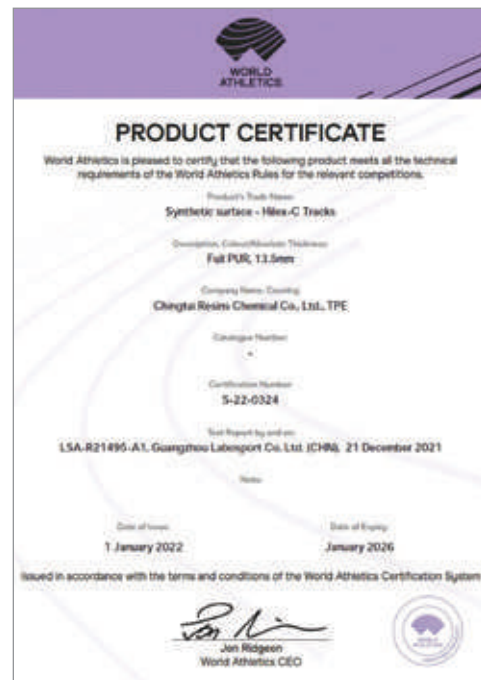 WORLD
ATHLETICS
PRODUCT CERTIFICATE
World Athletics is pleased to certify that the following product meets all the technical
requirements of the World Athletics Rules for the relevant competitions.
Product's Trade Name:
Synthetic surface - Hilex-C Tracks
Description, Colour/Absolute Thickness:
Full PUR, 13.5mm
Company Name, Country:
Chingtai Resins Chemical Co., Ltd., TPE
Catalogue Number:
-
Certification Number:
S-22-0324
Test Report by and on:
LSA-R21495-A1, Guangzhou Labosport Co. Ltd. (CHN), 21 December 2021
Note:
Date of Issue:
Date of Expiry:
1 January 2022
January 2026
Issued in accordance with the terms and conditions of the World Athletics Certification System
Jon Ridgeon
World Athletics CEO